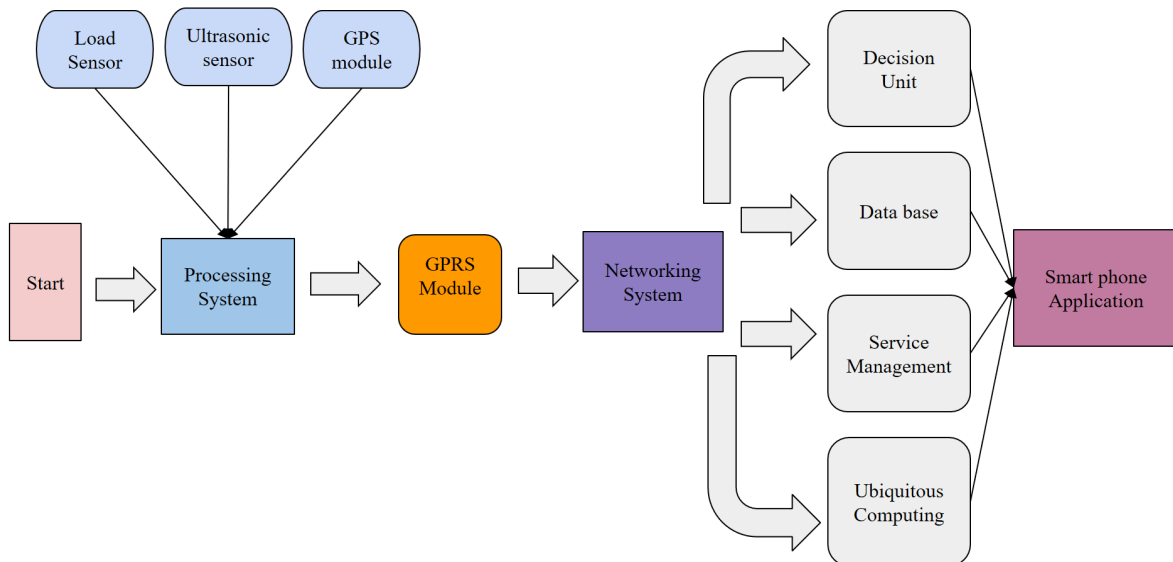 Load
Sensor
Ultrasonic
sensor
GPS
module
Start
Processing
System
GPRS
Module
Networking
System
Decision
Unit
Data base
Service
Management
Ubiquitous
Computing
Smart phone
Application